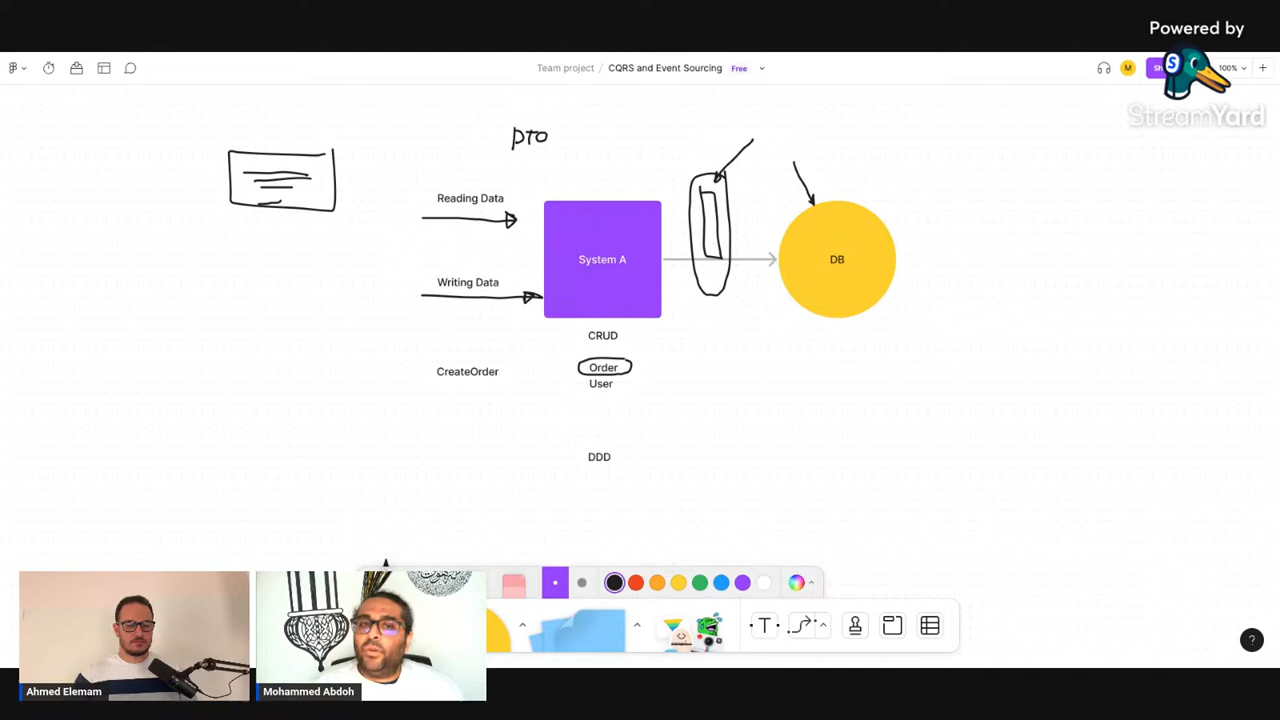 Powered by
StreamYard
Team project / CQRS and Event Sourcing Free
M
Sh
100%
DTO
Reading Data
System A
DB
Writing Data
CRUD
CreateOrder
Order
User
DDD
T
?
Ahmed Elemam
Mohammed Abdoh